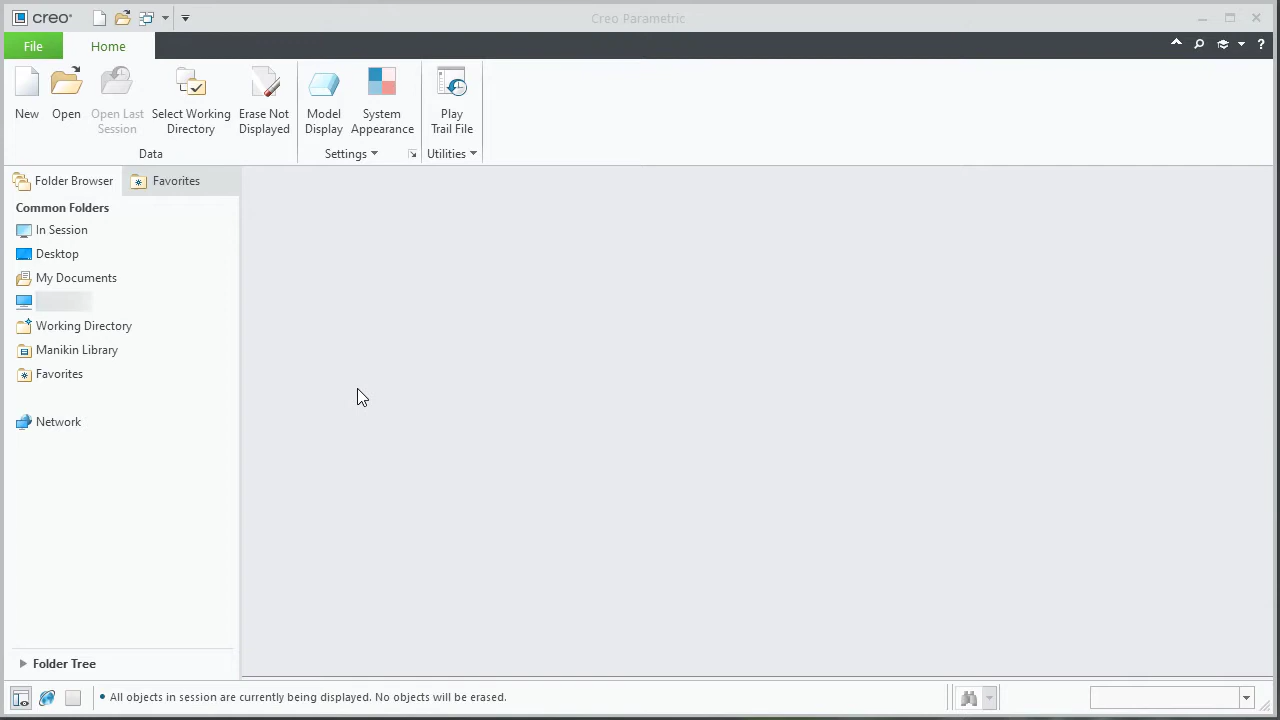 creo
Creo Parametric
File
Home
?
New
Open
Open Last
Session
Select Working
Directory
Erase Not
Displayed
Model
Display
System
Appearance
Play
Trail File
Data
Settings
Utilities
Folder Browser
Favorites
Common Folders
In Session
Desktop
My Documents
Working Directory
Manikin Library
Favorites
Network
Folder Tree
• All objects in session are currently being displayed. No objects will be erased.